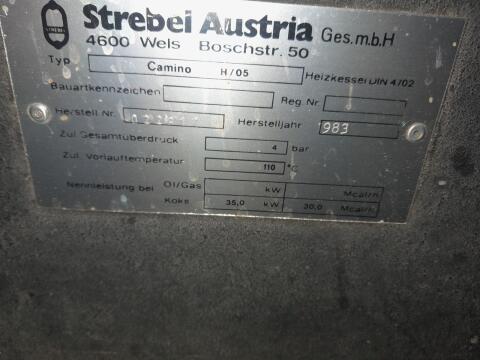 Strebel Austria Ges.m.b.H
4600 Wels Boschstr. 50
Typ Camino H/05 Heizkessel DIN 4702
Bauartkennzeichen Reg. Nr
Herstell. Nr. Herstelljahr 983
Zul. Gesamtüberdruck 4 bar
Zul. Vorlauftemperatur 110 °C
Nennleistung bei Öl/Gas kW Mcal/h
Koks 35,0 kW 30,0 Mcal/h